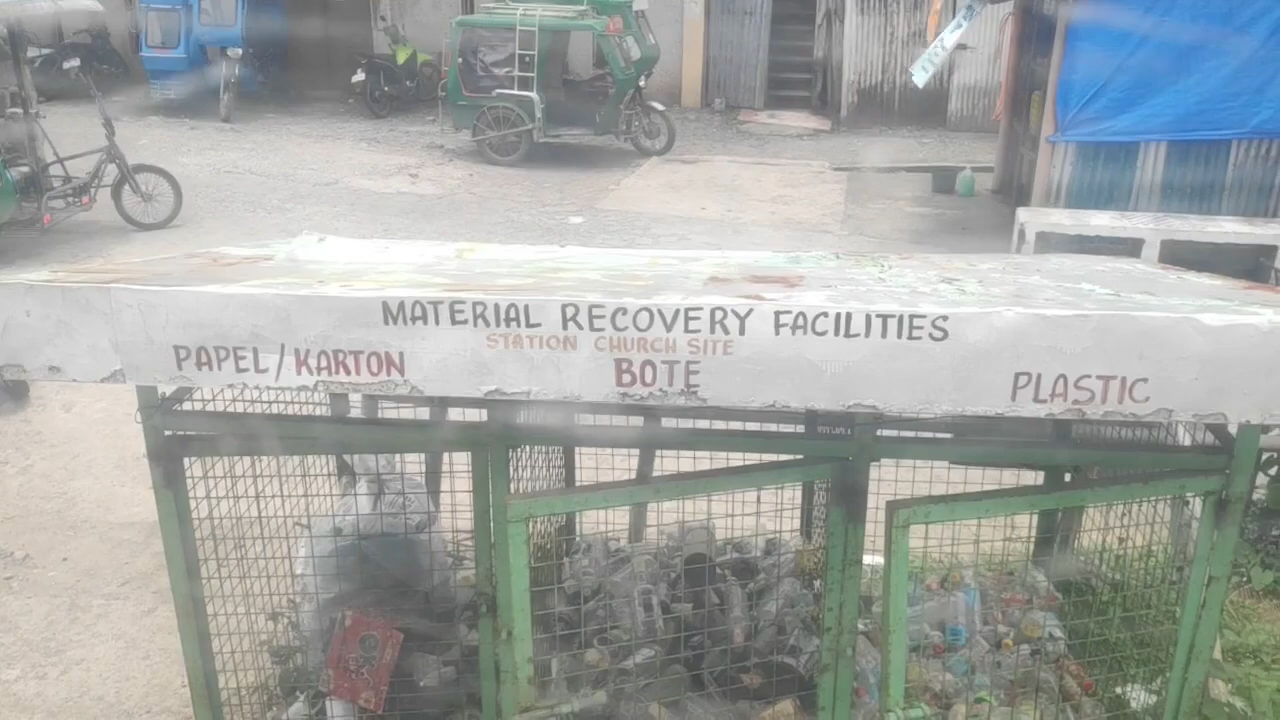 MATERIAL RECOVERY FACILITIES
STATION CHURCH SITE
PAPEL/KARTON
BOTE
PLASTIC